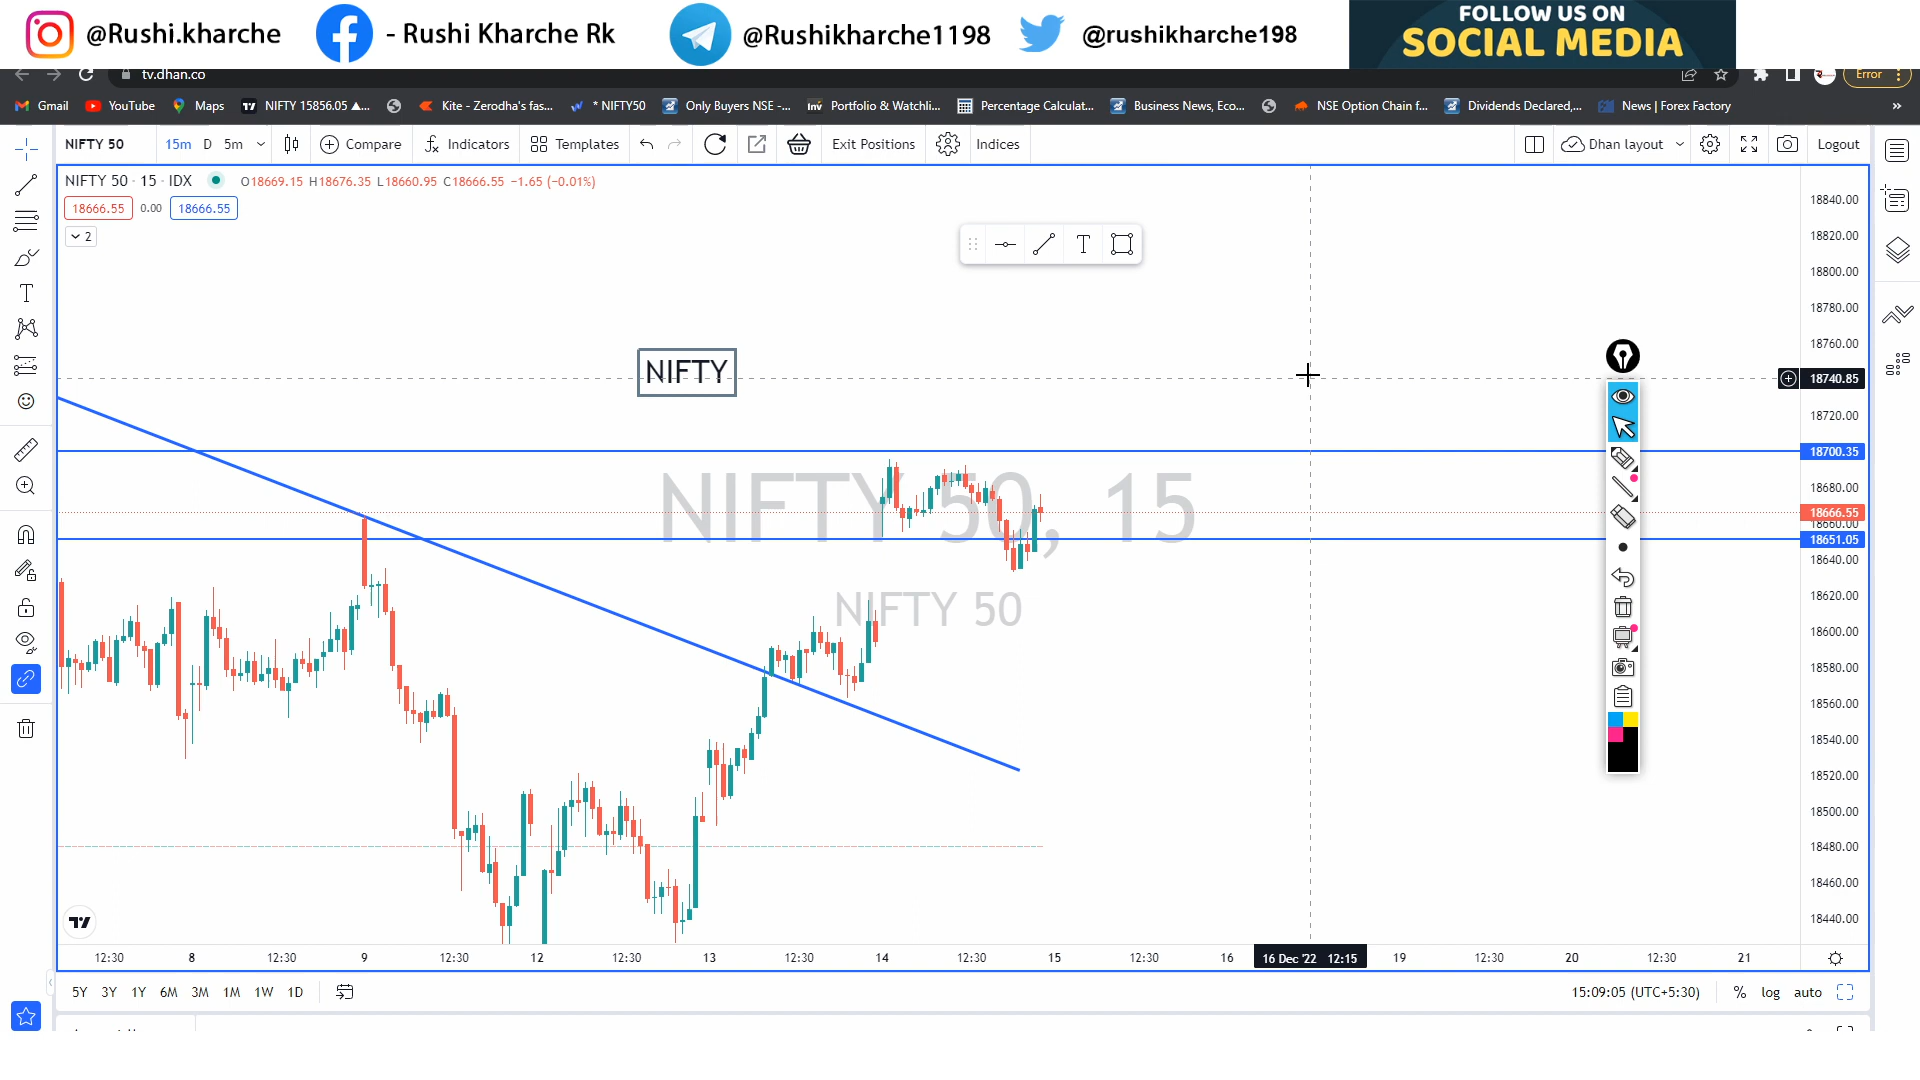 @Rushi.kharche - Rushi Kharche Rk @Rushikharche1198 @rushikharche198 FOLLOW US ON
SOCIAL MEDIA
tv.dhan.co Error
Gmail YouTube Maps NIFTY 15856.05 ▲... Kite - Zerodha's fas... * NIFTY50 Only Buyers NSE -... Portfolio & Watchli... Percentage Calculat... Business News, Eco... NSE Option Chain f... Dividends Declared,... News | Forex Factory »
NIFTY 50 15m D 5m Compare Indicators Templates Exit Positions Indices Dhan layout Logout
NIFTY 50 · 15 · IDX O18669.15 H18676.35 L18660.95 C18666.55 −1.65 (−0.01%)
18666.55 0.00 18666.55
2
T
NIFTY
NIFTY 50, 15
NIFTY 50
18840.00
18820.00
18800.00
18780.00
18760.00
18740.85
18720.00
18700.35
18680.00
18666.55
18660.00
18651.05
18640.00
18620.00
18600.00
18580.00
18560.00
18540.00
18520.00
18500.00
18480.00
18460.00
18440.00
12:30 8 12:30 9 12:30 12 12:30 13 12:30 14 12:30 15 12:30 16 16 Dec '22 12:15 19 12:30 20 12:30 21
5Y 3Y 1Y 6M 3M 1M 1W 1D 15:09:05 (UTC+5:30) % log auto